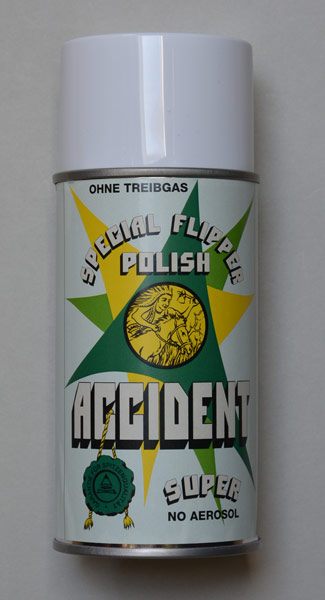 OHNE TREIBGAS
SPECIAL FLIPPER
POLISH
ACCIDENT
SUPER
NO AEROSOL